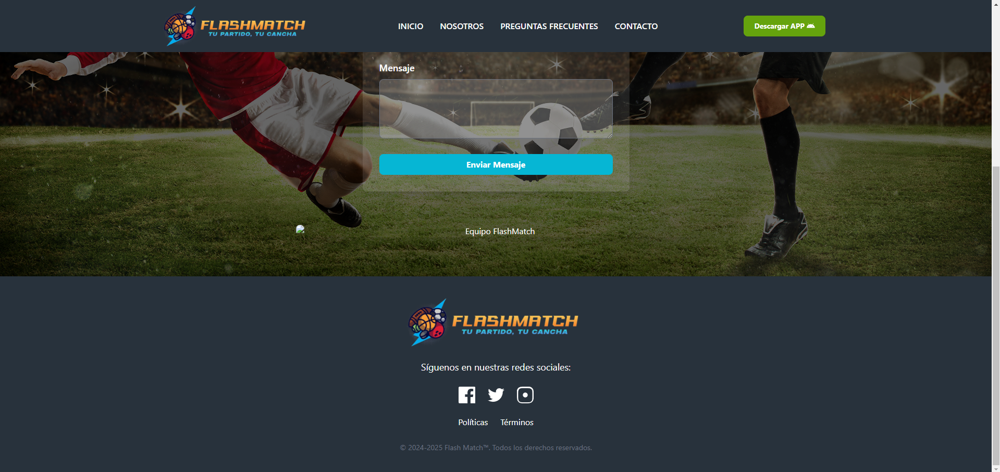 FLASHMATCH
TU PARTIDO, TU CANCHA
INICIO NOSOTROS PREGUNTAS FRECUENTES CONTACTO
Descargar APP
Mensaje
Enviar Mensaje
Equipo FlashMatch
FLASHMATCH
TU PARTIDO, TU CANCHA
Síguenos en nuestras redes sociales:
Políticas Términos
© 2024-2025 Flash Match™. Todos los derechos reservados.